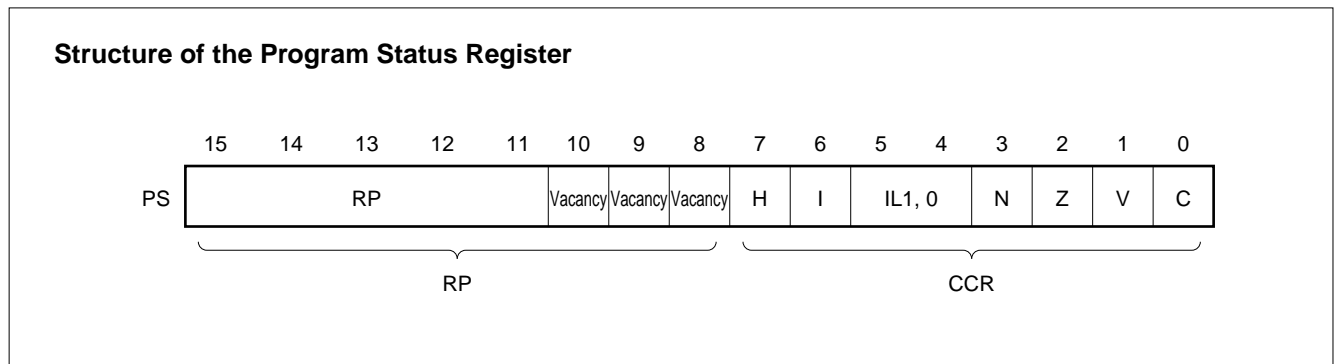 Structure of the Program Status Register
15 14 13 12 11 10 9 8 7 6 5 4 3 2 1 0
PS RP Vacancy Vacancy Vacancy H I IL1, 0 N Z V C
RP CCR